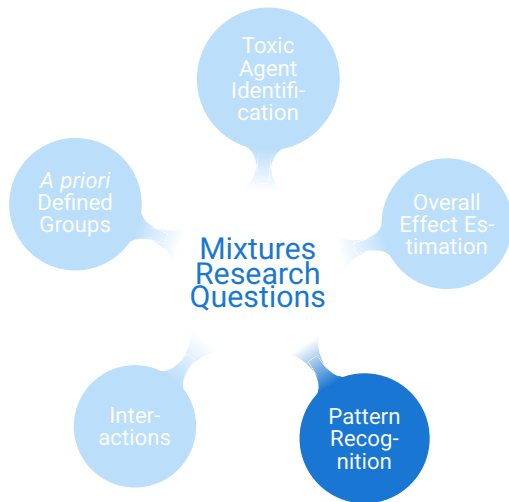 Toxic
Agent
Identifi-
cation
A priori
Defined
Groups
Overall
Effect Es-
timation
Mixtures
Research
Questions
Inter-
actions
Pattern
Recog-
nition